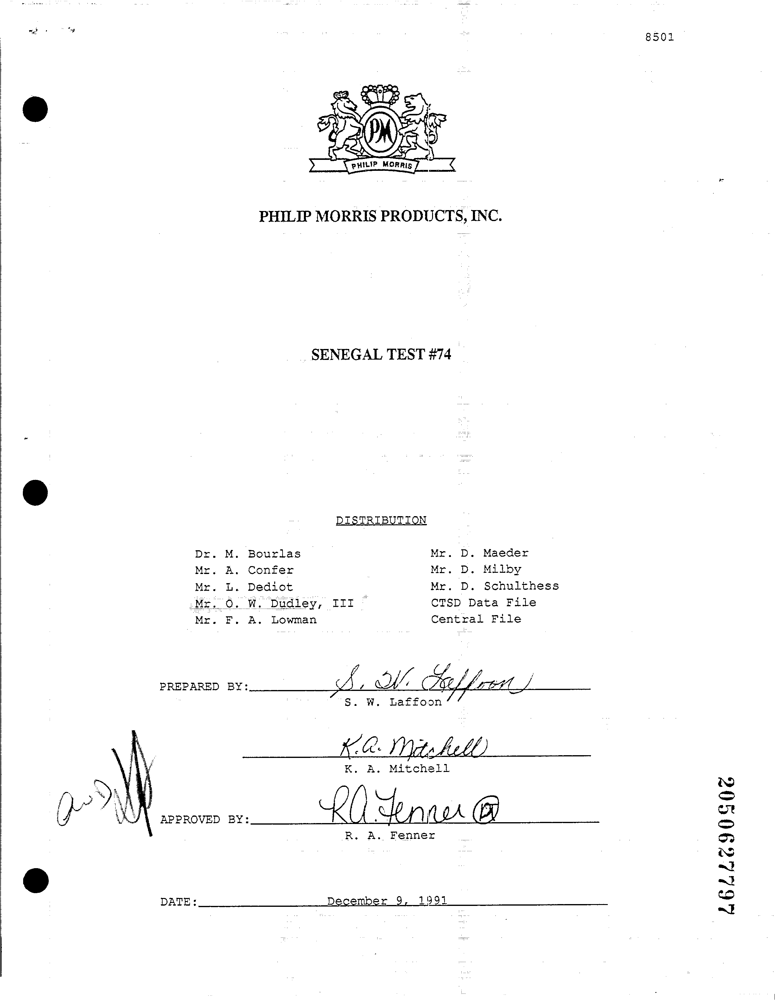 8501
PM
PHILIP MORRIS
PHILIP MORRIS PRODUCTS, INC.
SENEGAL TEST #74
DISTRIBUTION
Dr. M. Bourlas
Mr. A. Confer
Mr. L. Dediot
Mr. O. W. Dudley, III
Mr. F. A. Lowman
Mr. D. Maeder
Mr. D. Milby
Mr. D. Schulthess
CTSD Data File
Central File
PREPARED BY: S. W. Laffoon
S. W. Laffoon
K.A. Mitchell
K. A. Mitchell
APPROVED BY: R.A. Fenner
R. A. Fenner
DATE: December 9, 1991
2050627797